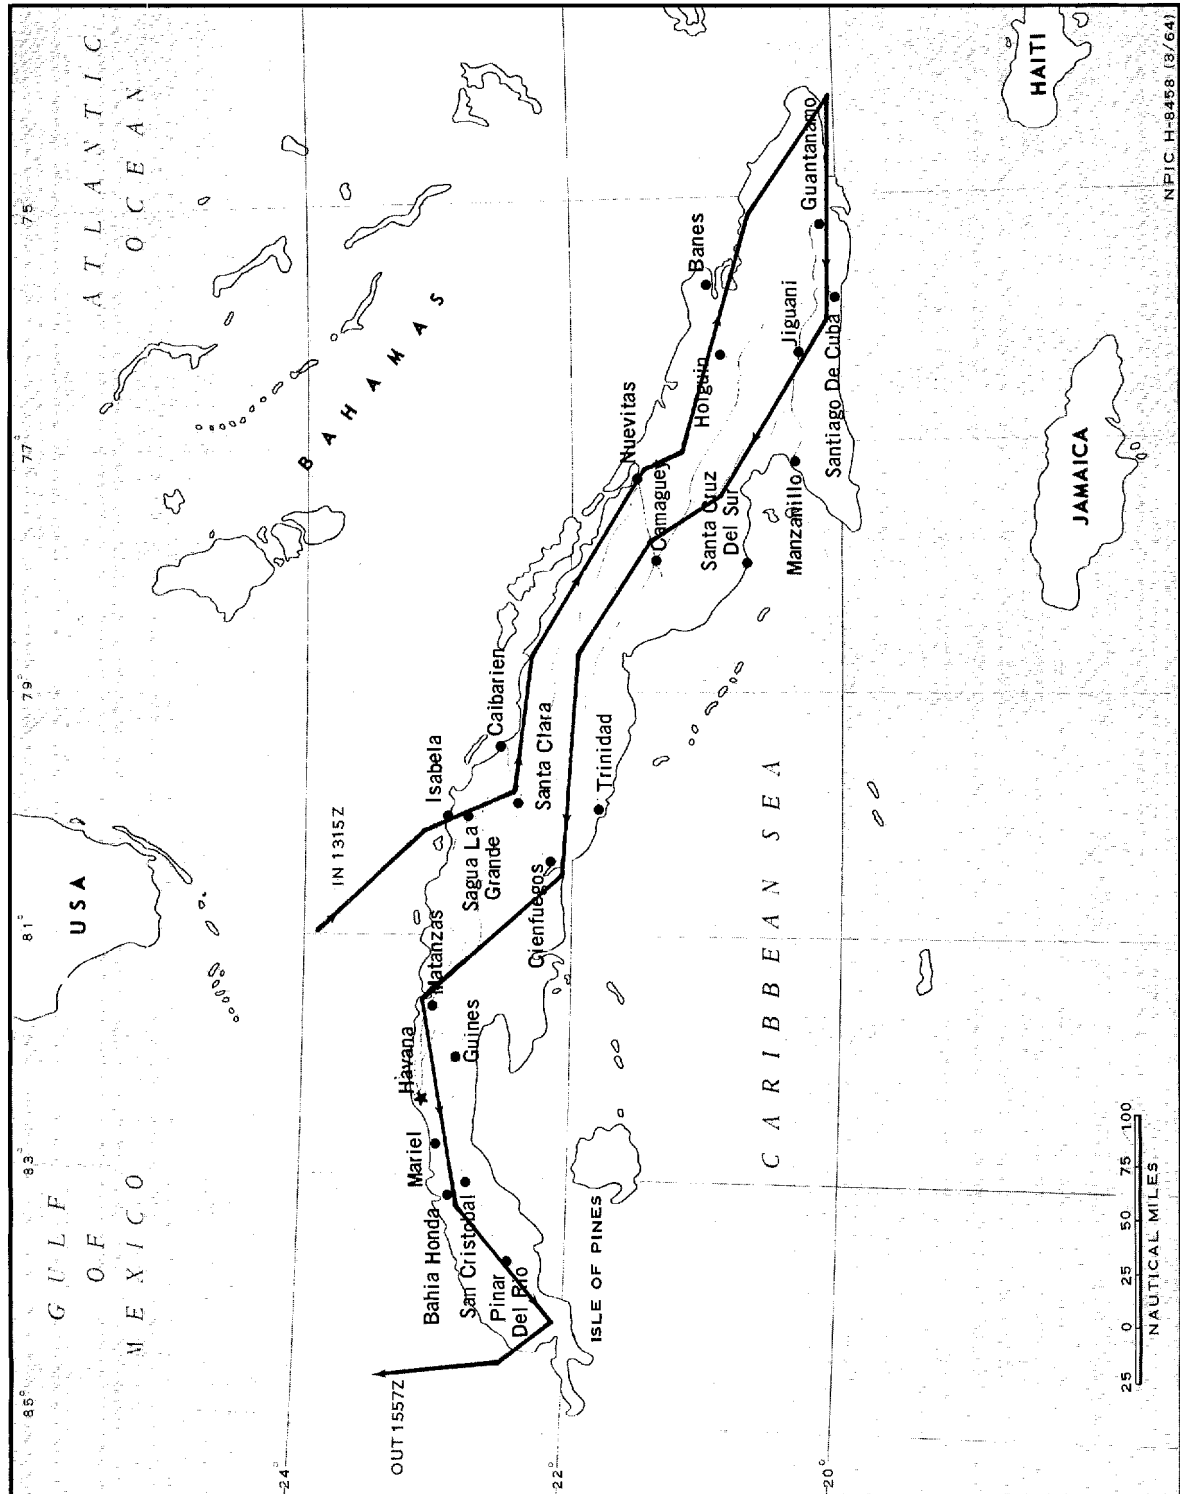 85°
83°
81°
79°
77°
75
GULF
OF
MEXICO
USA
ATLANTIC
OCEAN
BAHAMAS
24°
22°
20°
OUT 1557Z
IN 1315Z
Bahia Honda
Mariel
Havana
Matanzas
Guines
San Cristobal
Pinar
Del Rio
Isabela
Sagua La
Grande
Caibarien
Santa Clara
Cienfuegos
Trinidad
Nuevitas
Camaguey
Santa Cruz
Del Sur
Holguin
Banes
Jiguani
Manzanillo
Santiago De Cuba
Guantanamo
ISLE OF PINES
CARIBBEAN SEA
JAMAICA
HAITI
25 0 25 50 75 100
NAUTICAL MILES
NPIC H-8458 (3/64)